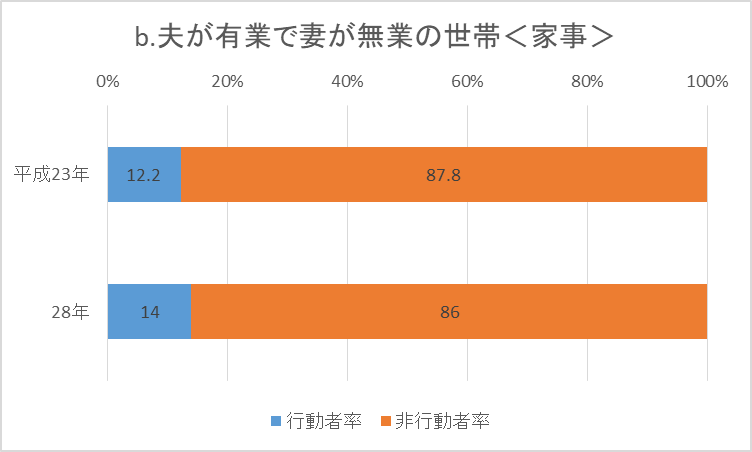 b.夫が有業で妻が無業の世帯＜家事＞
0% 20% 40% 60% 80% 100%
平成23年 12.2 87.8
28年 14 86
行動者率 非行動者率